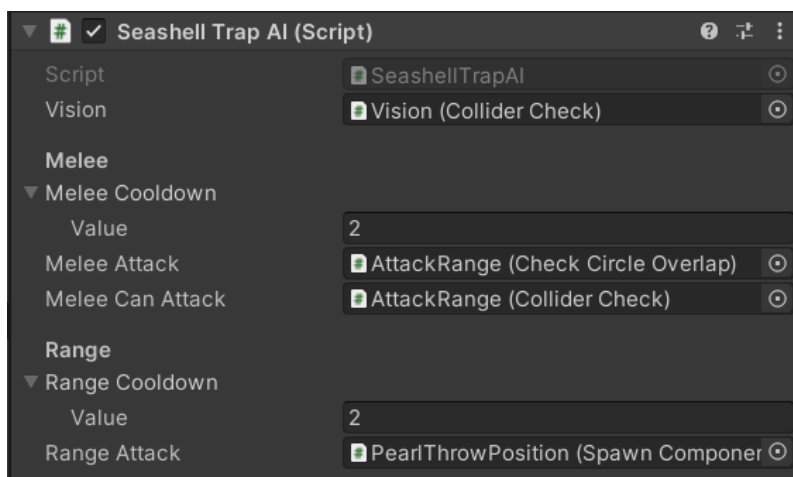 Seashell Trap AI (Script)
Script SeashellTrapAI
Vision Vision (Collider Check)
Melee
Melee Cooldown
Value 2
Melee Attack AttackRange (Check Circle Overlap)
Melee Can Attack AttackRange (Collider Check)
Range
Range Cooldown
Value 2
Range Attack PearlThrowPosition (Spawn Componer